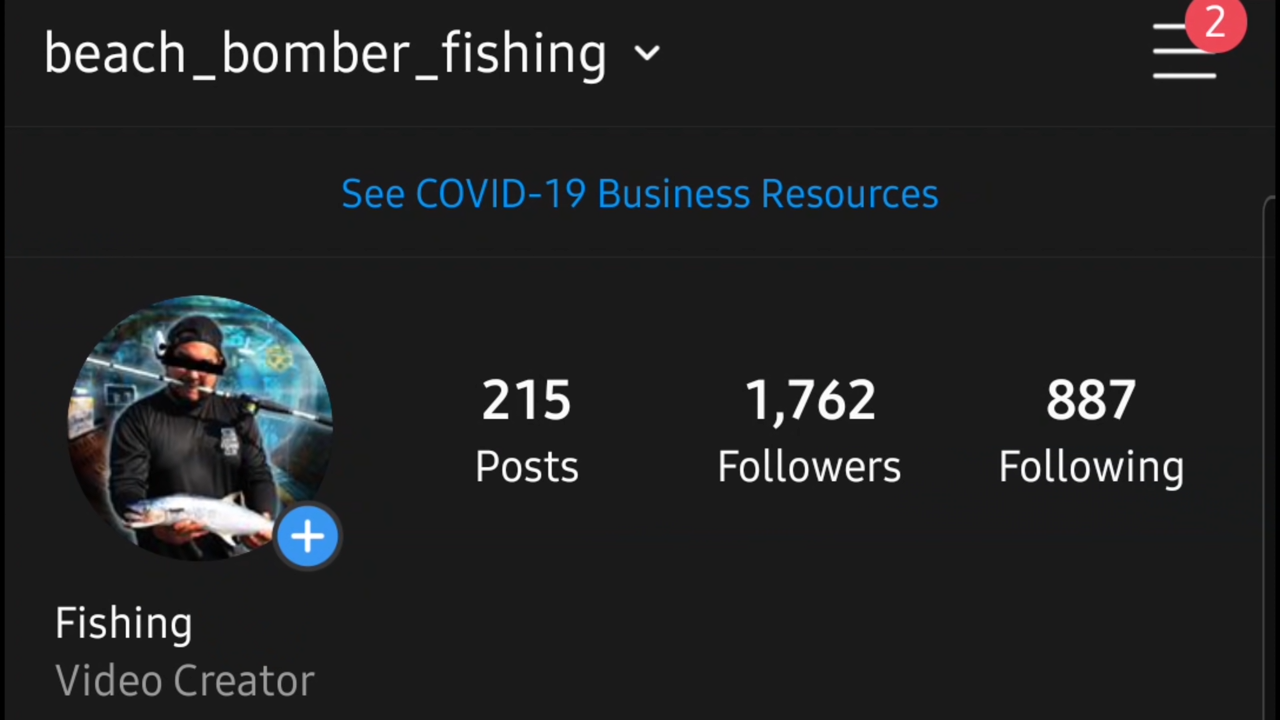 beach_bomber_fishing
2
See COVID-19 Business Resources
215 1,762 887
Posts Followers Following
Fishing
Video Creator